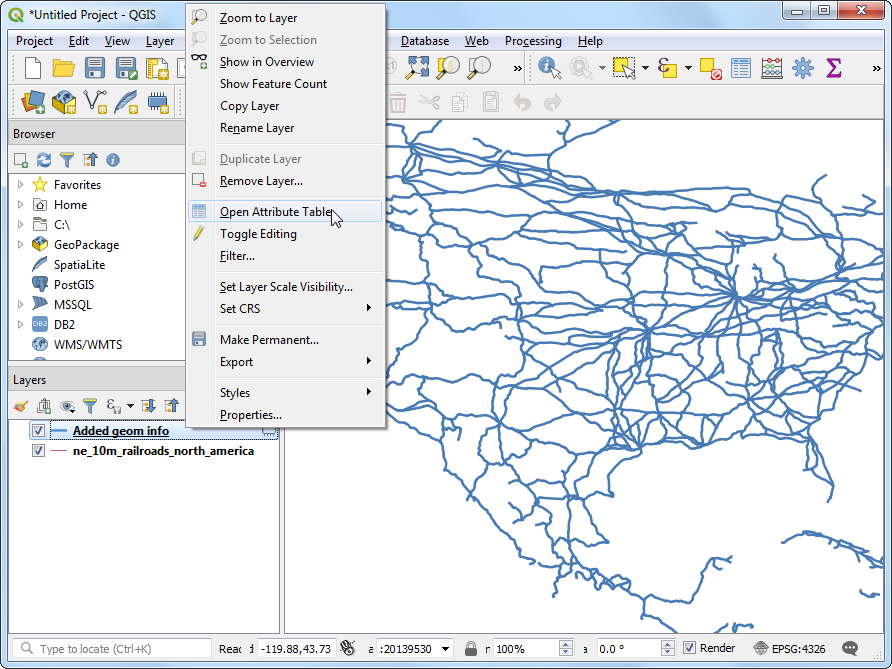 *Untitled Project - QGIS
Project Edit View Layer Database Web Processing Help
Zoom to Layer
Zoom to Selection
Show in Overview
Show Feature Count
Copy Layer
Rename Layer
Duplicate Layer
Remove Layer...
Open Attribute Table
Toggle Editing
Filter...
Set Layer Scale Visibility...
Set CRS
Make Permanent...
Export
Styles
Properties...
Browser
Favorites
Home
C:\
GeoPackage
SpatiaLite
PostGIS
MSSQL
DB2
DB2
WMS/WMTS
Layers
Added geom info
ne_10m_railroads_north_america
Type to locate (Ctrl+K) -119.88,43.73 :20139530 100% 0.0 ° Render EPSG:4326